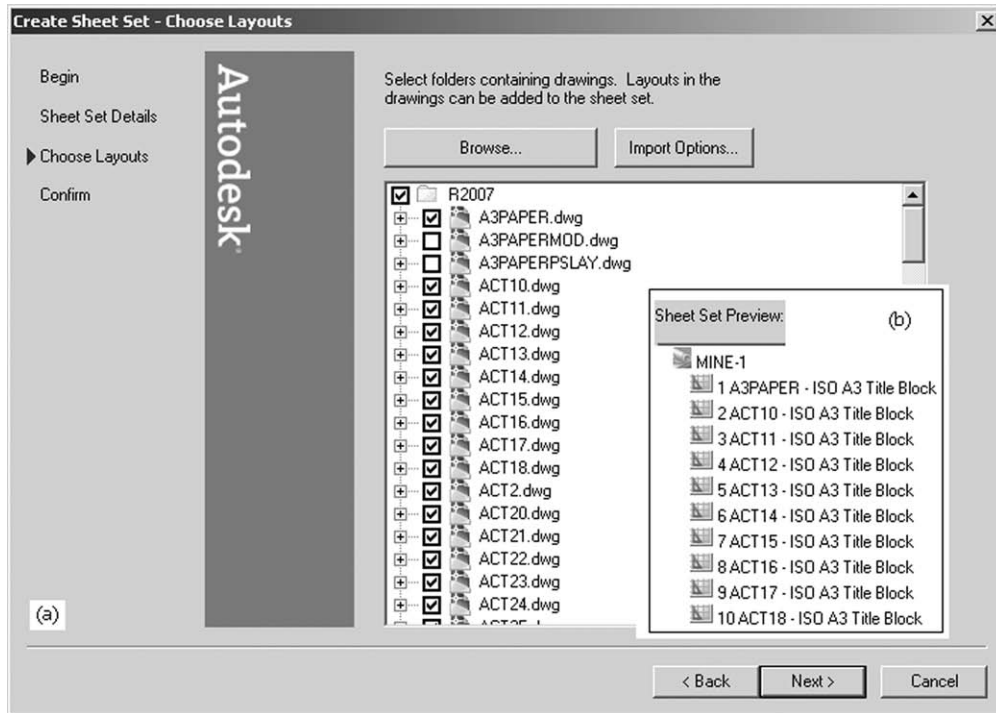 Create Sheet Set - Choose Layouts
Begin
Sheet Set Details
Choose Layouts
Confirm
Autodesk
Select folders containing drawings. Layouts in the
drawings can be added to the sheet set.
Browse...
Import Options...
R2007
A3PAPER.dwg
A3PAPERMOD.dwg
A3PAPERPSLAY.dwg
ACT10.dwg
ACT11.dwg
ACT12.dwg
ACT13.dwg
ACT14.dwg
ACT15.dwg
ACT16.dwg
ACT17.dwg
ACT18.dwg
ACT2.dwg
ACT20.dwg
ACT21.dwg
ACT22.dwg
ACT23.dwg
ACT24.dwg
Sheet Set Preview:
(b)
MINE-1
1 A3PAPER - ISO A3 Title Block
2 ACT10 - ISO A3 Title Block
3 ACT11 - ISO A3 Title Block
4 ACT12 - ISO A3 Title Block
5 ACT13 - ISO A3 Title Block
6 ACT14 - ISO A3 Title Block
7 ACT15 - ISO A3 Title Block
8 ACT16 - ISO A3 Title Block
9 ACT17 - ISO A3 Title Block
10 ACT18 - ISO A3 Title Block
(a)
< Back
Next >
Cancel